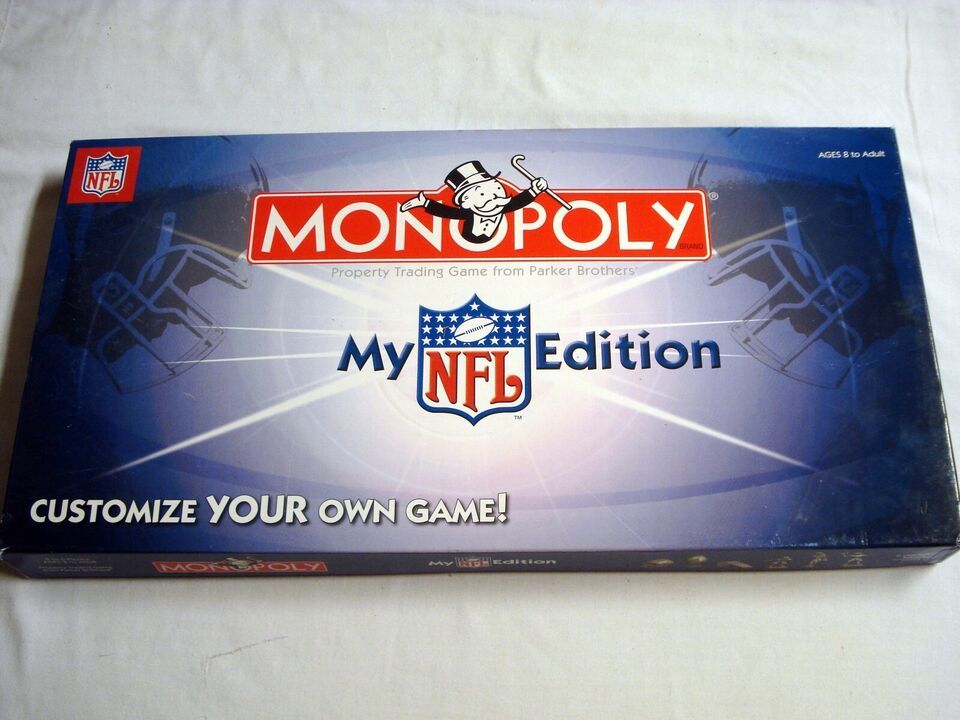 NFL
AGES 8 to Adult
MONOPOLY®
BRAND
Property Trading Game from Parker Brothers®
My NFL Edition
TM
CUSTOMIZE YOUR OWN GAME!
MONOPOLY
My NFL Edition